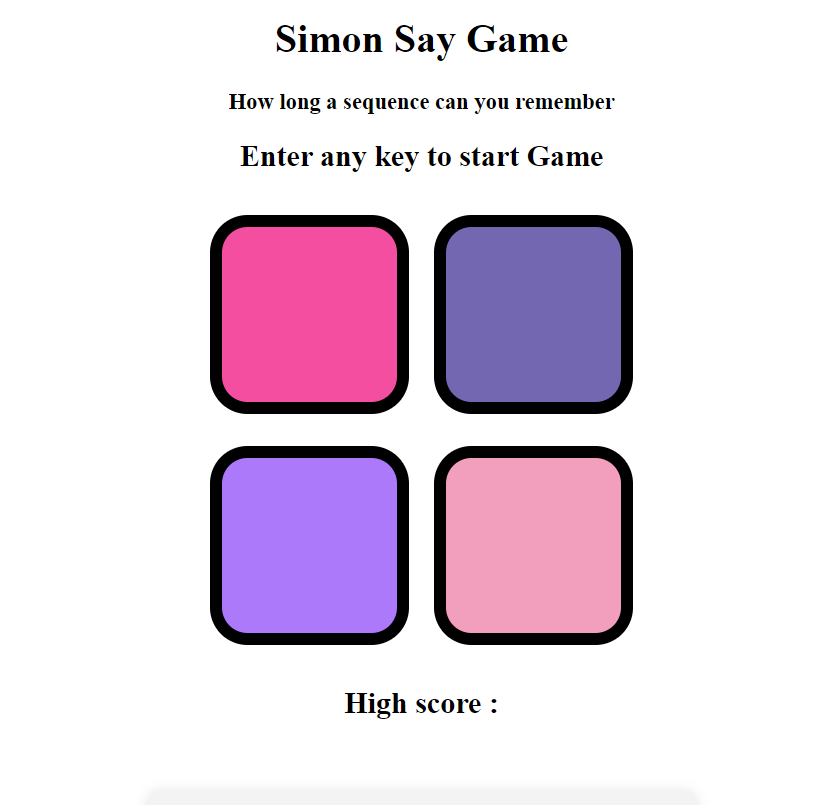 Simon Say Game
How long a sequence can you remember
Enter any key to start Game
High score :